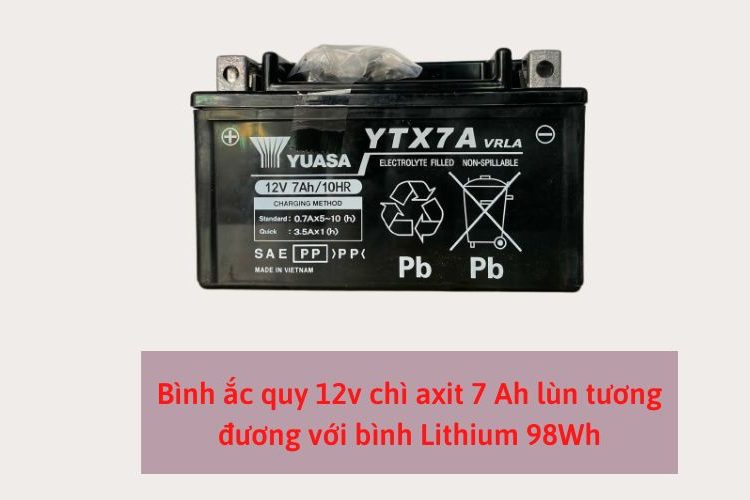 YTX7A VRLA
YUASA
ELECTROLYTE FILLED NON-SPILLABLE
12V 7Ah/10HR
CHARGING METHOD
Standard : 0.7A×5~10 (h)
Quick : 3.5A×1 (h)
SAE PP >PP<
MADE IN VIETNAM
Pb Pb
Bình ắc quy 12v chì axit 7 Ah lùn tương
đương với bình Lithium 98Wh